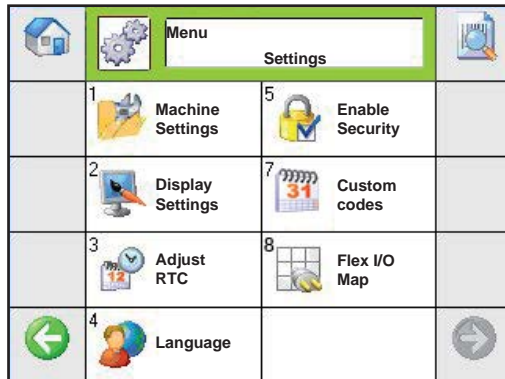 Menu
Settings
1
Machine
Settings
5
Enable
Security
2
Display
Settings
7
31
Custom
codes
3
12
Adjust
RTC
8
Flex I/O
Map
4
Language